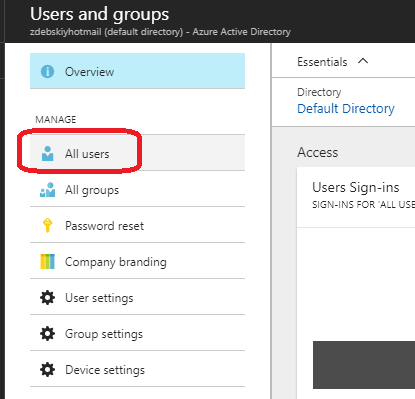 Users and groups
zdebskiyhotmail (default directory) - Azure Active Directory
Overview
MANAGE
All users
All groups
Password reset
Company branding
User settings
Group settings
Device settings
Essentials
Directory
Default Directory
Access
Users Sign-ins
SIGN-INS FOR 'ALL USE